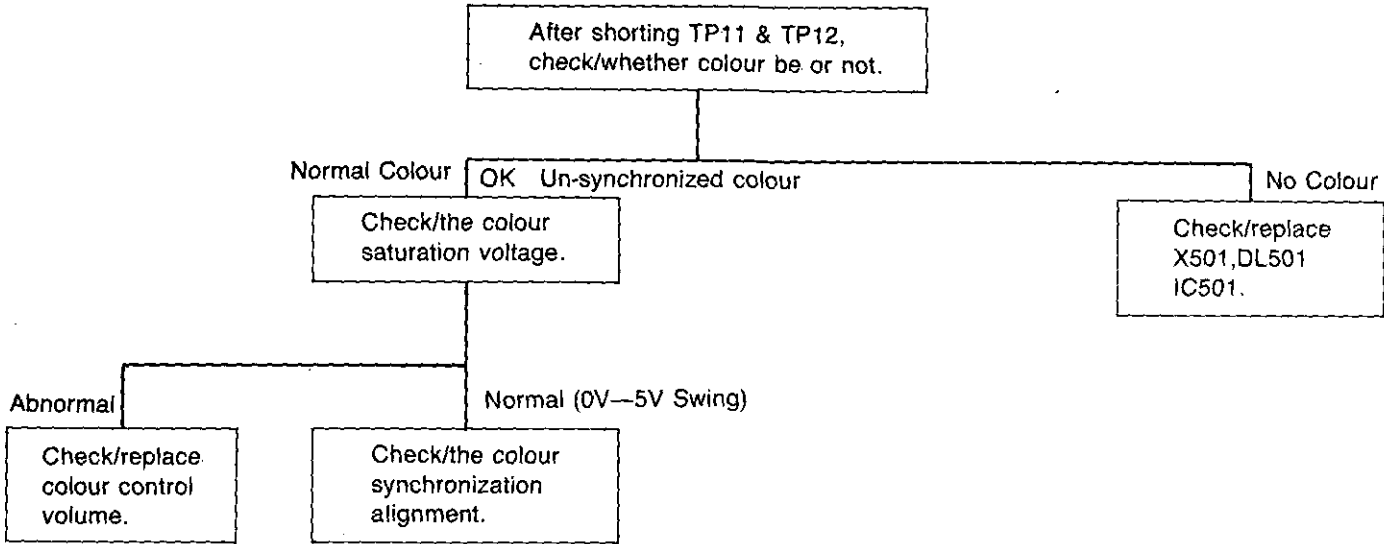 After shorting TP11 & TP12,
check/whether colour be or not.
Normal Colour
OK Un-synchronized colour
No Colour
Check/the colour
saturation voltage.
Check/replace
X501,DL501
IC501.
Abnormal
Normal (0V—5V Swing)
Check/replace
colour control
volume.
Check/the colour
synchronization
alignment.